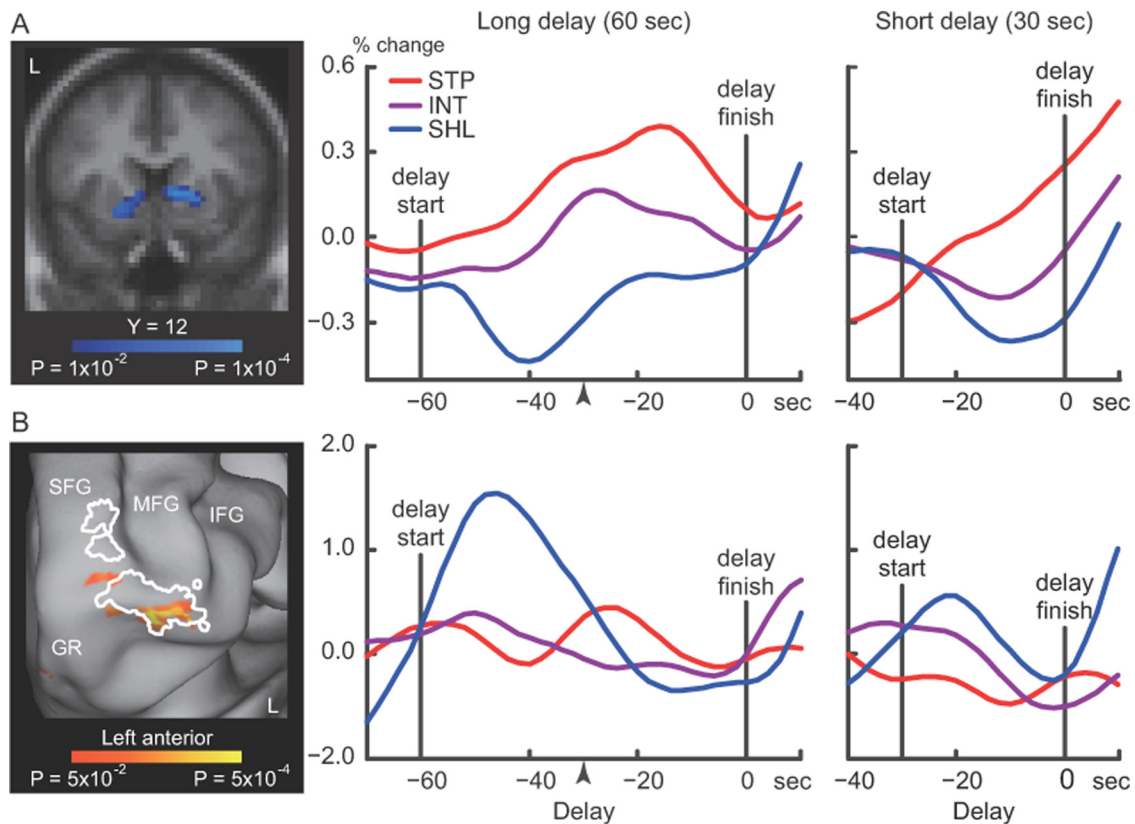 A
Long delay (60 sec)
Short delay (30 sec)
L
Y = 12
P = 1x10⁻²
P = 1x10⁻⁴
% change
0.6
0.3
0.0
−0.3
STP
INT
SHL
delay
start
delay
finish
−60
−40
−20
0
sec
delay
start
delay
finish
−40
−20
0
sec
B
SFG
MFG
IFG
GR
L
Left anterior
P = 5x10⁻²
P = 5x10⁻⁴
2.0
1.0
0.0
−2.0
delay
start
delay
finish
−60
−40
−20
0
sec
Delay
delay
start
delay
finish
−40
−20
0
sec
Delay